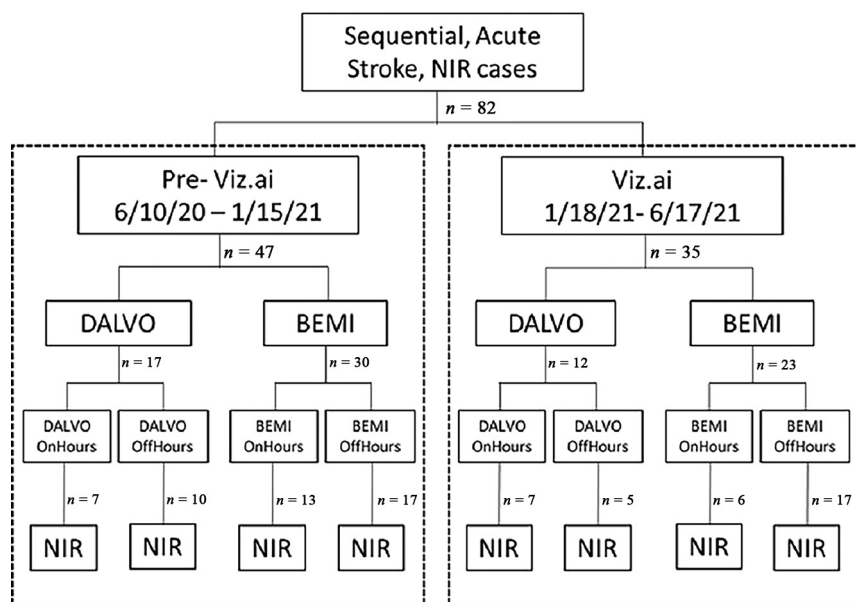 Sequential, Acute
Stroke, NIR cases
n = 82
Pre- Viz.ai
6/10/20 – 1/15/21
n = 47
DALVO
BEMI
n = 17
n = 30
DALVO
OnHours
DALVO
OffHours
BEMI
OnHours
BEMI
OffHours
n = 7
n = 10
n = 13
n = 17
NIR
NIR
NIR
NIR
Viz.ai
1/18/21- 6/17/21
n = 35
DALVO
BEMI
n = 12
n = 23
DALVO
OnHours
DALVO
OffHours
BEMI
OnHours
BEMI
OffHours
n = 7
n = 5
n = 6
n = 17
NIR
NIR
NIR
NIR